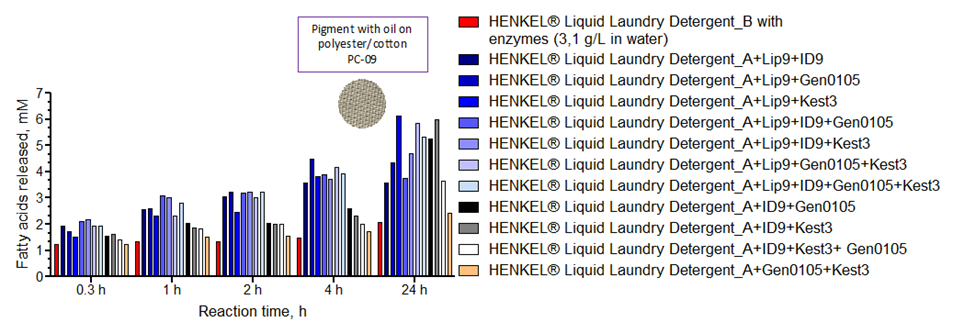 Pigment with oil on
polyester/cotton
PC-09
Fatty acids released, mM
7
6
5
4
3
2
1
0
0.3 h
1 h
2 h
4 h
24 h
Reaction time, h
HENKEL® Liquid Laundry Detergent_B with
enzymes (3,1 g/L in water)
HENKEL® Liquid Laundry Detergent_A+Lip9+ID9
HENKEL® Liquid Laundry Detergent_A+Lip9+Gen0105
HENKEL® Liquid Laundry Detergent_A+Lip9+Kest3
HENKEL® Liquid Laundry Detergent_A+Lip9+ID9+Gen0105
HENKEL® Liquid Laundry Detergent_A+Lip9+ID9+Kest3
HENKEL® Liquid Laundry Detergent_A+Lip9+Gen0105+Kest3
HENKEL® Liquid Laundry Detergent_A+Lip9+ID9+Gen0105+Kest3
HENKEL® Liquid Laundry Detergent_A+ID9+Gen0105
HENKEL® Liquid Laundry Detergent_A+ID9+Kest3
HENKEL® Liquid Laundry Detergent_A+ID9+Kest3+ Gen0105
HENKEL® Liquid Laundry Detergent_A+Gen0105+Kest3